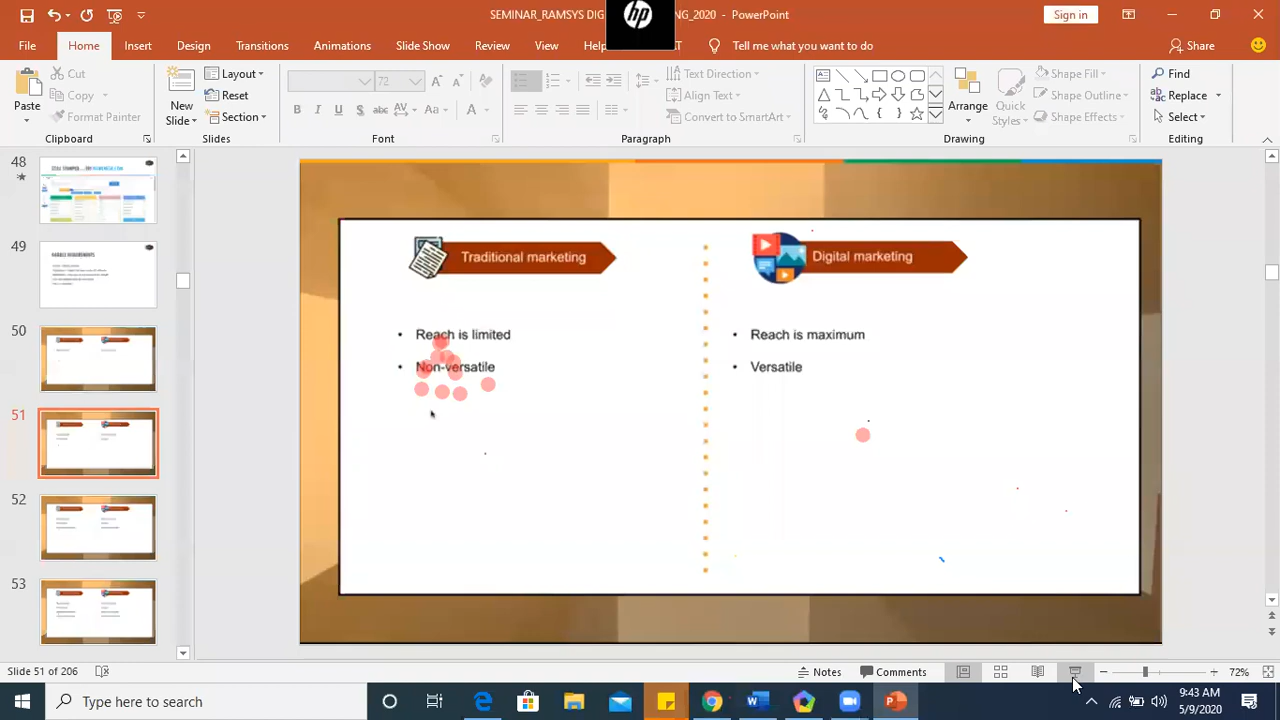 SEMINAR_RAMSYS DIG NG_2020 - PowerPoint
hp
Sign in
File Home Insert Design Transitions Animations Slide Show Review View Help T Tell me what you want to do Share
Paste
Cut
Copy
Format Painter
Clipboard
New Slide
Layout
Reset
Section
Slides
72
Font
Text Direction
Align Text
Convert to SmartArt
Paragraph
Arrange
Quick Styles
Shape Fill
Shape Outline
Shape Effects
Drawing
Find
Replace
Select
Editing
48
49
50
51
52
53
Traditional marketing
• Reach is limited
• Non-versatile
Digital marketing
• Reach is maximum
• Versatile
Slide 51 of 206
Notes
Comments
72%
Type here to search
9:43 AM
5/9/2020